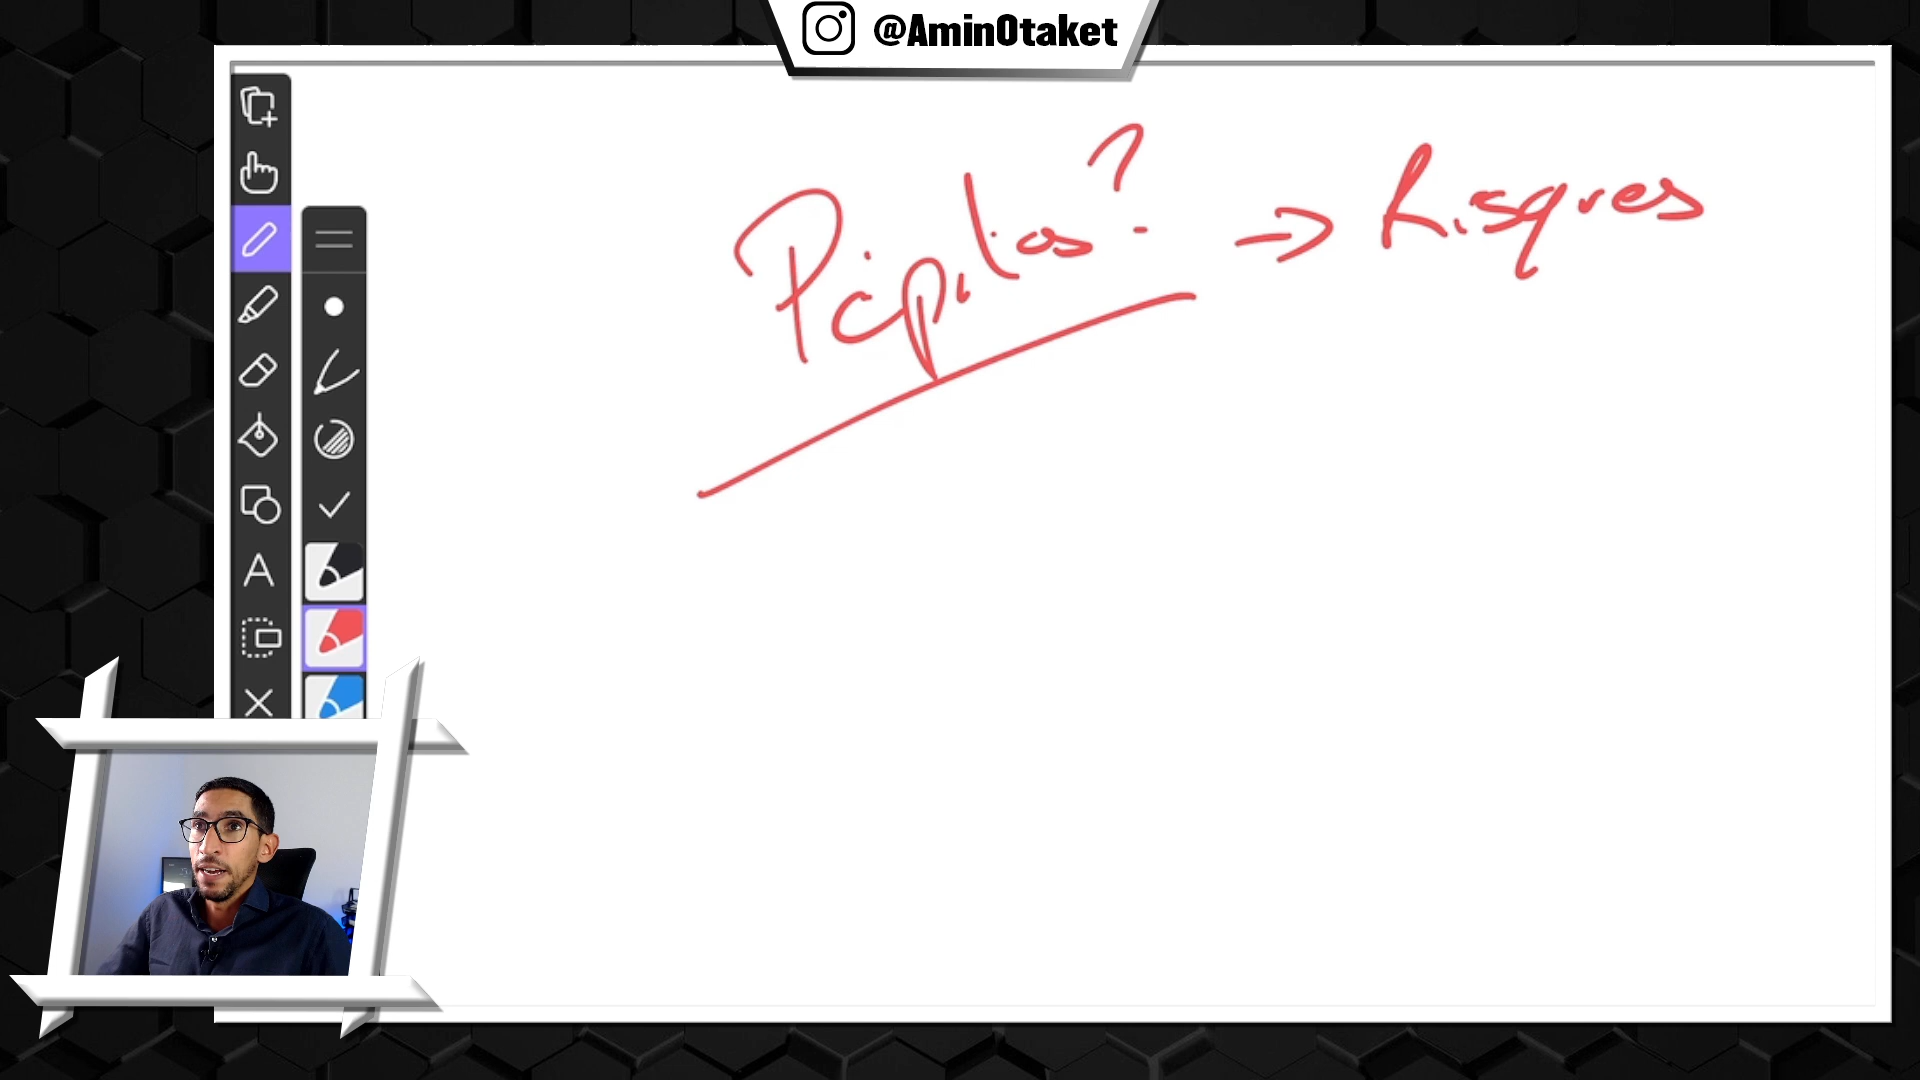 @AminOtaket
Pépites? → Risques
A